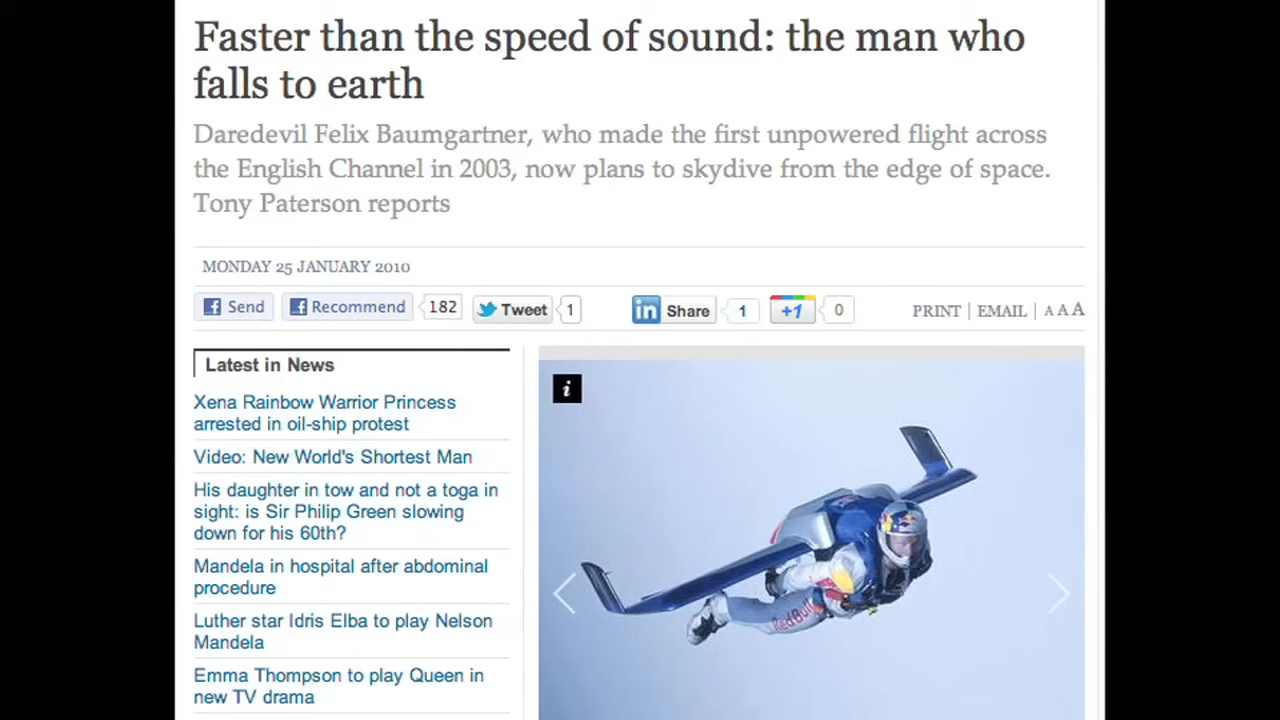 Faster than the speed of sound: the man who
falls to earth
Daredevil Felix Baumgartner, who made the first unpowered flight across
the English Channel in 2003, now plans to skydive from the edge of space.
Tony Paterson reports
MONDAY 25 JANUARY 2010
Send
Recommend
182
Tweet
1
in Share
1
+1
0
PRINT | EMAIL | A A A
Latest in News
Xena Rainbow Warrior Princess
arrested in oil-ship protest
Video: New World's Shortest Man
His daughter in tow and not a toga in
sight: is Sir Philip Green slowing
down for his 60th?
Mandela in hospital after abdominal
procedure
Luther star Idris Elba to play Nelson
Mandela
Emma Thompson to play Queen in
new TV drama
i
RedBull